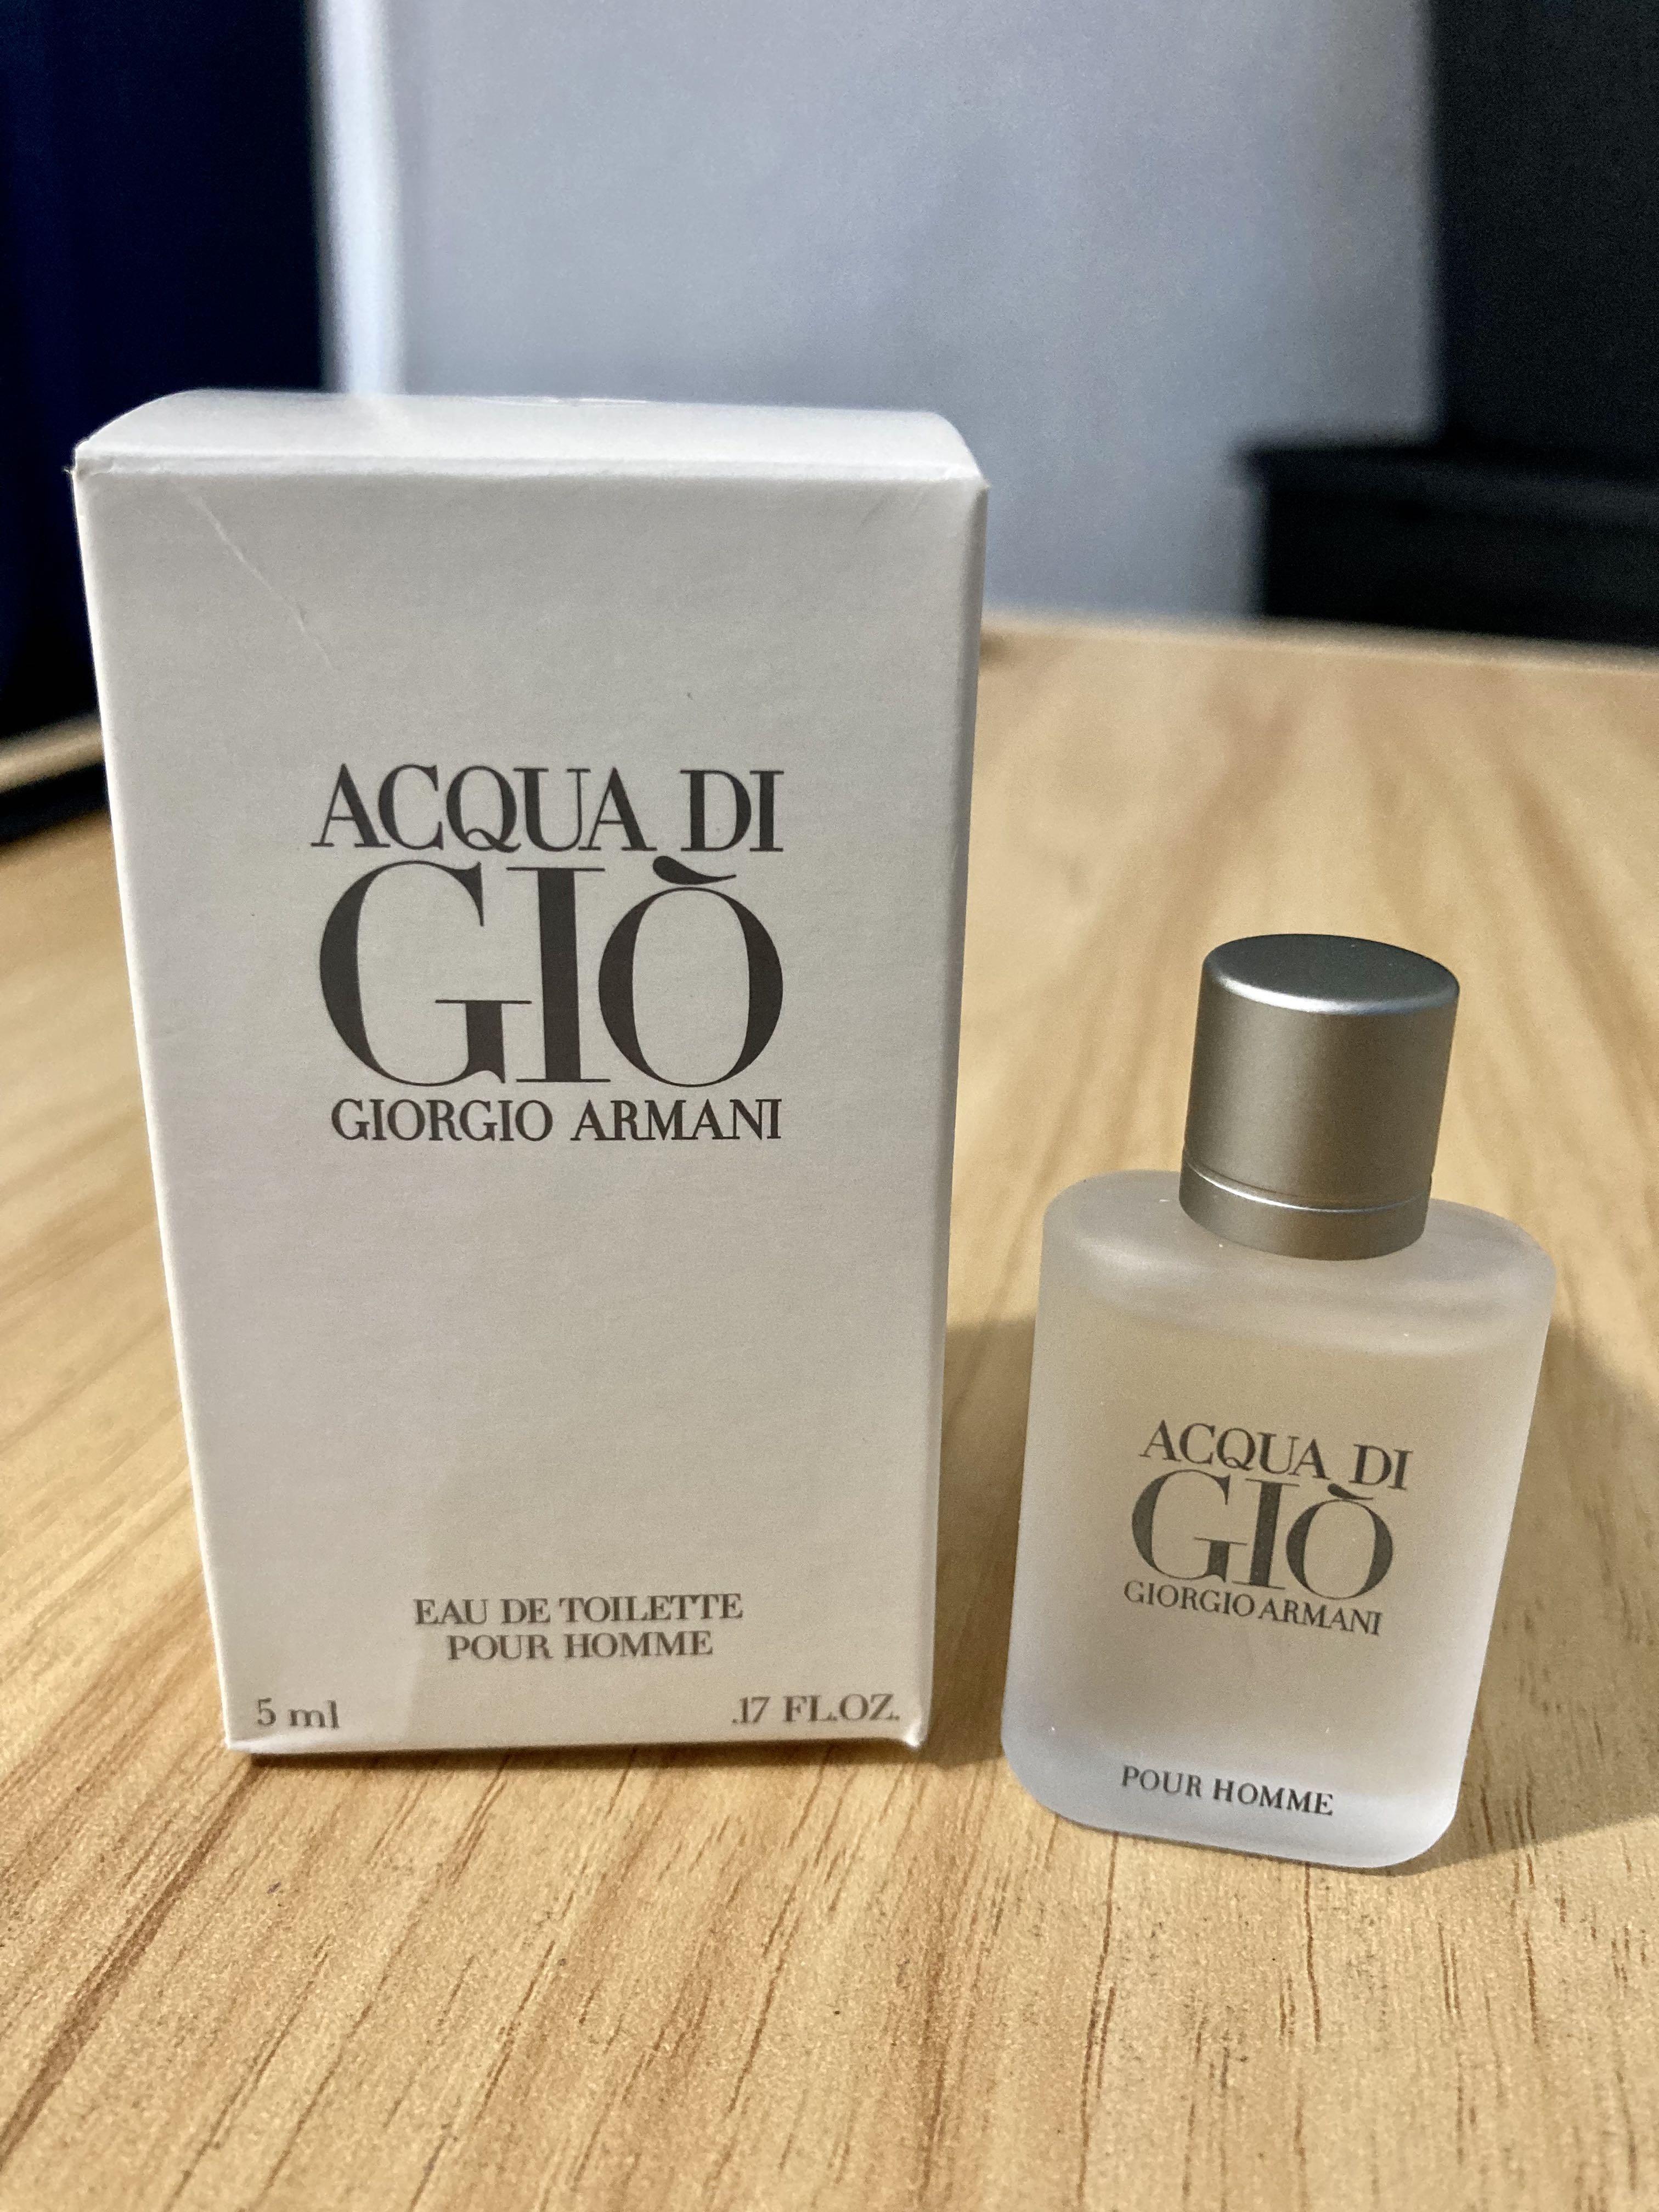 ACQUA DI
GIÒ
GIORGIO ARMANI
EAU DE TOILETTE
POUR HOMME
5 ml .17 FL.OZ.
ACQUA DI
GIÒ
GIORGIO ARMANI
POUR HOMME